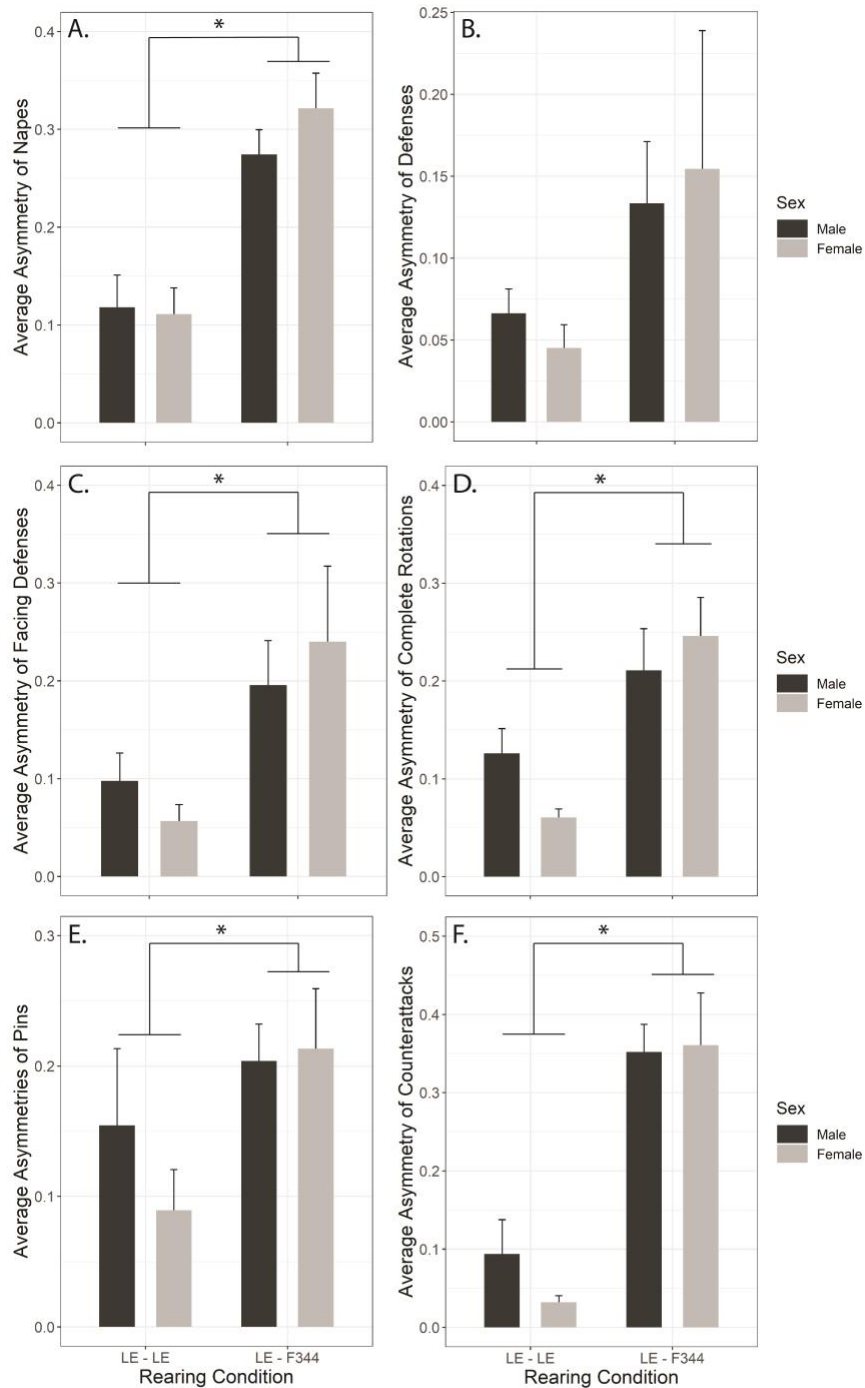 A.
*
Average Asymmetry of Napes
0.4
0.3
0.2
0.1
0.0
B.
Average Asymmetry of Defenses
0.25
0.20
0.15
0.10
0.05
0.00
Sex
Male
Female
C.
*
Average Asymmetry of Facing Defenses
0.4
0.3
0.2
0.1
0.0
D.
*
Average Asymmetry of Complete Rotations
0.4
0.3
0.2
0.1
0.0
Sex
Male
Female
E.
*
Average Asymmetries of Pins
0.3
0.2
0.1
0.0
LE - LE
LE - F344
Rearing Condition
F.
*
Average Asymmetry of Counterattacks
0.5
0.4
0.3
0.2
0.1
0.0
LE - LE
LE - F344
Rearing Condition
Sex
Male
Female